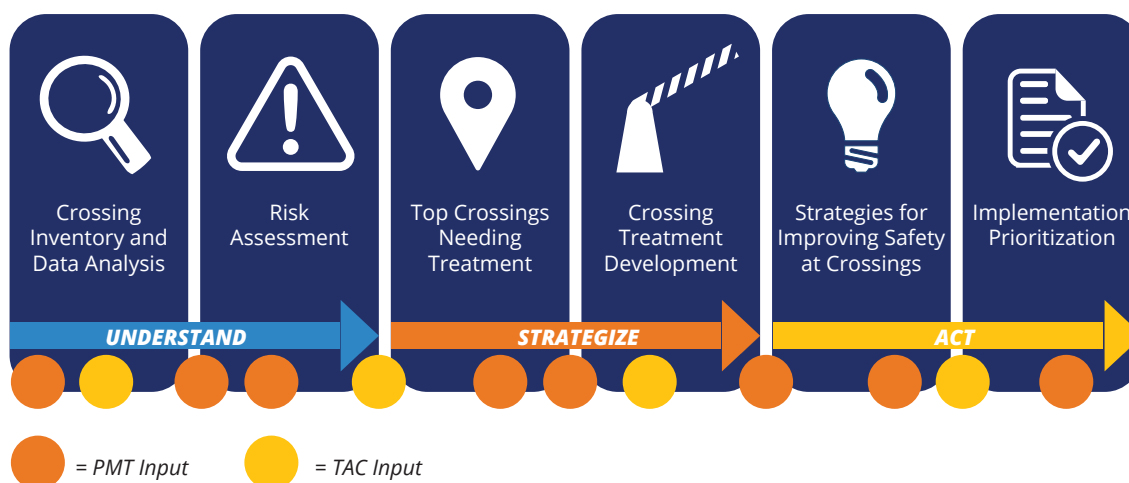 Crossing
Inventory and
Data Analysis
Risk
Assessment
Top Crossings
Needing
Treatment
Crossing
Treatment
Development
Strategies for
Improving Safety
at Crossings
Implementation
Prioritization
UNDERSTAND
STRATEGIZE
ACT
= PMT Input
= TAC Input